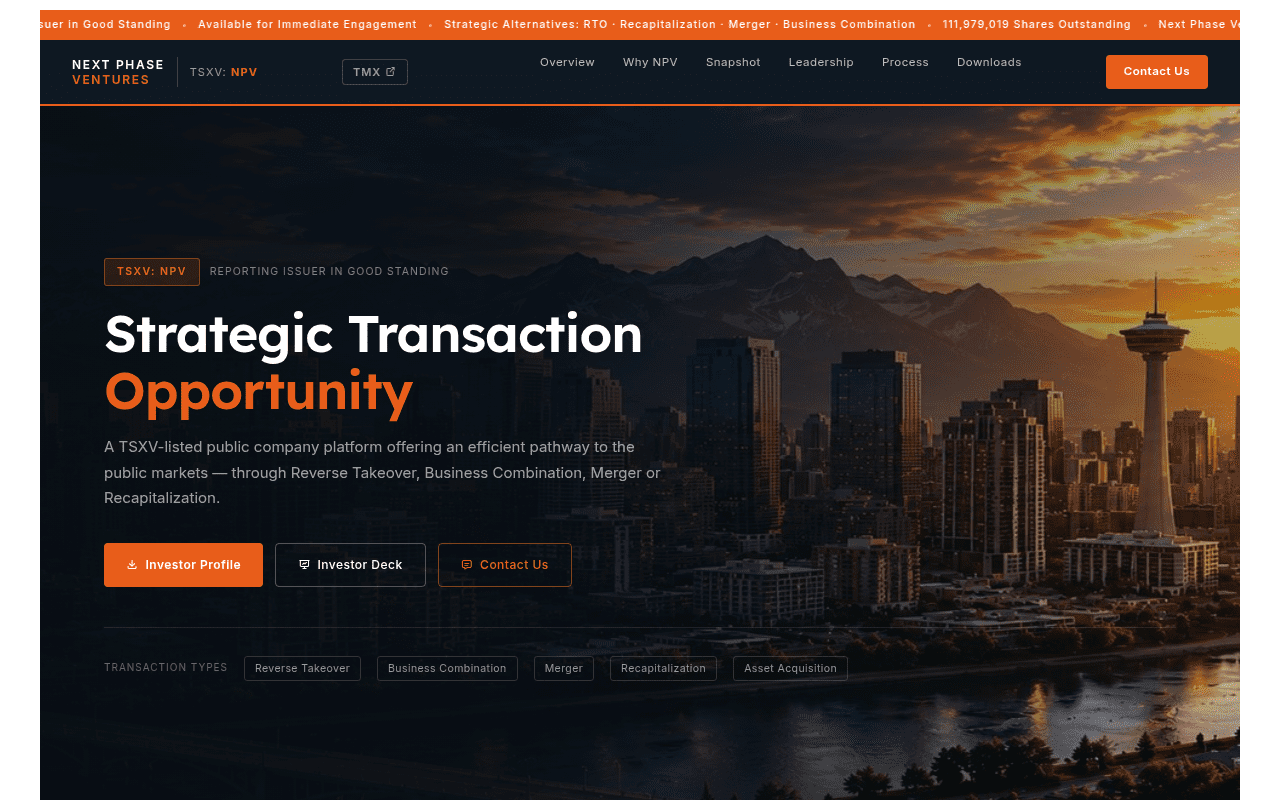 suer in Good Standing • Available for Immediate Engagement • Strategic Alternatives: RTO · Recapitalization · Merger · Business Combination • 111,979,019 Shares Outstanding • Next Phase Ve
NEXT PHASE
VENTURES
TSXV: NPV
TMX
Overview Why NPV Snapshot Leadership Process Downloads
Contact Us
TSXV: NPV REPORTING ISSUER IN GOOD STANDING
Strategic Transaction
Opportunity
A TSXV-listed public company platform offering an efficient pathway to the
public markets — through Reverse Takeover, Business Combination, Merger or
Recapitalization.
Investor Profile Investor Deck Contact Us
TRANSACTION TYPES Reverse Takeover Business Combination Merger Recapitalization Asset Acquisition